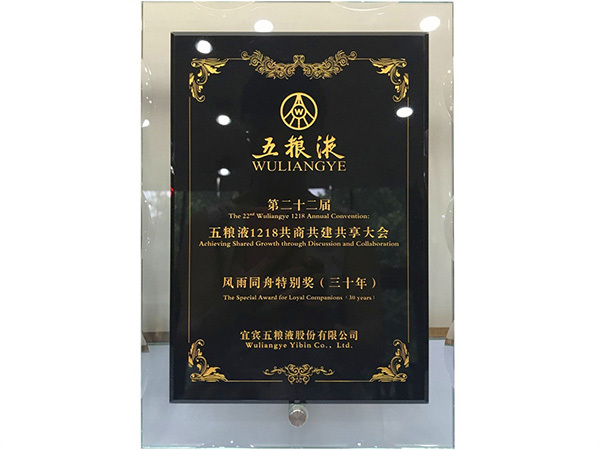 W
五粮液
WULIANGYE
第二十二届
The 22nd Wuliangye 1218 Annual Convention:
五粮液1218共商共建共享大会
Achieving Shared Growth through Discussion and Collaboration
风雨同舟特别奖（三十年）
The Special Award for Loyal Companions（30 years）
宜宾五粮液股份有限公司
Wuliangye Yibin Co., Ltd.